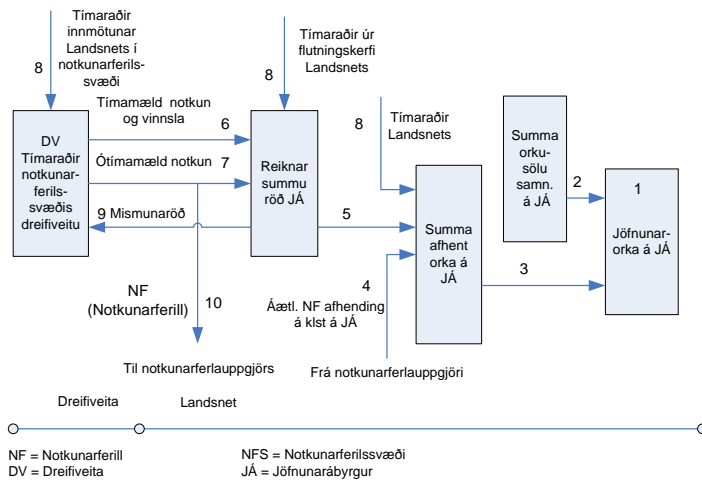 Tímaraðir
innmötunar
Landsnets í
notkunarferils-
svæði
8
DV
Tímaraðir
notkunar-
ferils-
svæðis
dreifiveitu
Tímamæld notkun
og vinnsla
6
Ótímamæld notkun
7
9 Mismunaröð
NF
(Notkunarferill)
10
Til notkunarferlauppgjörs
Tímaraðir úr
flutningskerfi
Landsnets
8
Reiknar
summu
röð JÁ
5
8
Tímaraðir
Landsnets
4
Áætl. NF afhending
á klst á JÁ
Frá notkunarferlauppgjöri
Summa
afhent
orka á
JÁ
3
Summa
orku-
sölu
samn.
á JÁ
2
1
Jöfnunar-
orka á JÁ
Dreifiveita
Landsnet
NF = Notkunarferill
DV = Dreifiveita
NFS = Notkunarferilssvæði
JÁ = Jöfnunarábyrgur